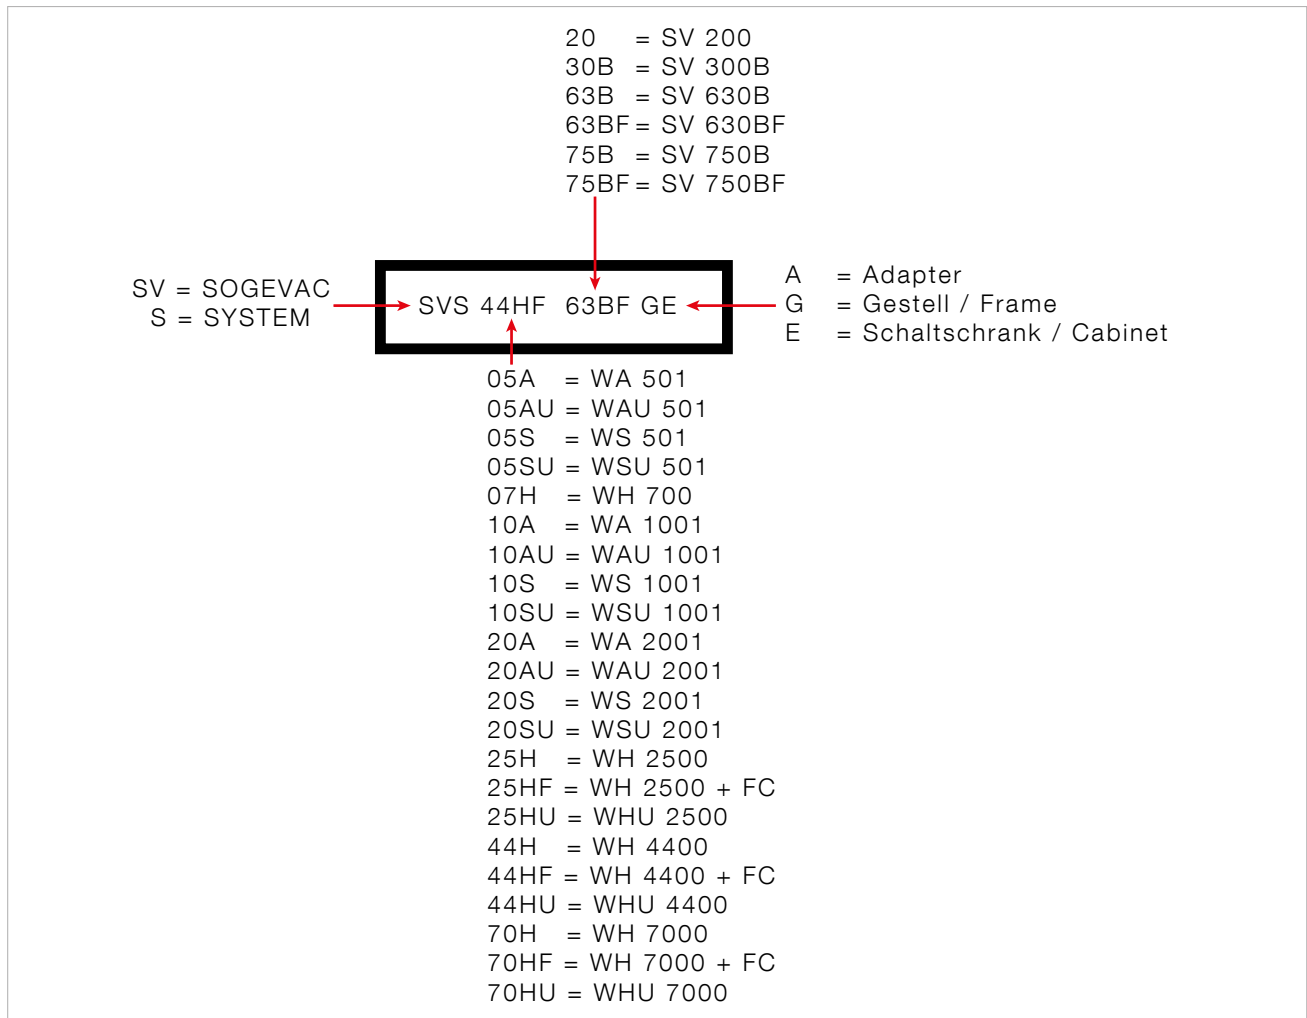 20 = SV 200
30B = SV 300B
63B = SV 630B
63BF = SV 630BF
75B = SV 750B
75BF = SV 750BF
SV = SOGEVAC
S = SYSTEM
SVS 44HF 63BF GE
A = Adapter
G = Gestell / Frame
E = Schaltschrank / Cabinet
05A = WA 501
05AU = WAU 501
05S = WS 501
05SU = WSU 501
07H = WH 700
10A = WA 1001
10AU = WAU 1001
10S = WS 1001
10SU = WSU 1001
20A = WA 2001
20AU = WAU 2001
20S = WS 2001
20SU = WSU 2001
25H = WH 2500
25HF = WH 2500 + FC
25HU = WHU 2500
44H = WH 4400
44HF = WH 4400 + FC
44HU = WHU 4400
70H = WH 7000
70HF = WH 7000 + FC
70HU = WHU 7000